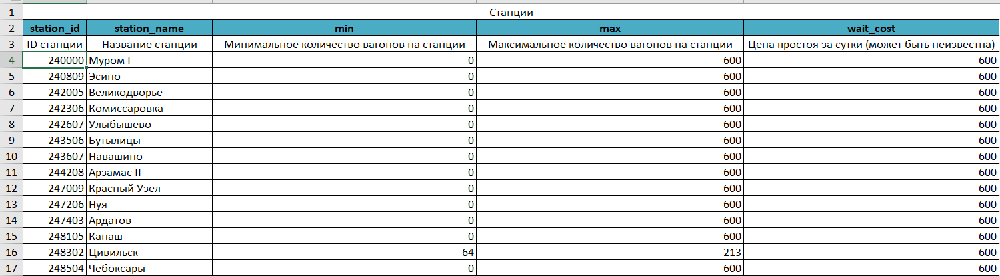 1 Станции
2 station_id station_name min max wait_cost
3 ID станции Название станции Минимальное количество вагонов на станции Максимальное количество вагонов на станции Цена простоя за сутки (может быть неизвестна)
4 240000 Муром I 0 600 600
5 240809 Эсино 0 600 600
6 242005 Великодворье 0 600 600
7 242306 Комиссаровка 0 600 600
8 242607 Улыбышево 0 600 600
9 243506 Бутылицы 0 600 600
10 243607 Навашино 0 600 600
11 244208 Арзамас II 0 600 600
12 247009 Красный Узел 0 600 600
13 247206 Нуя 0 600 600
14 247403 Ардатов 0 600 600
15 248105 Канаш 0 600 600
16 248302 Цивильск 64 213 600
17 248504 Чебоксары 0 600 600